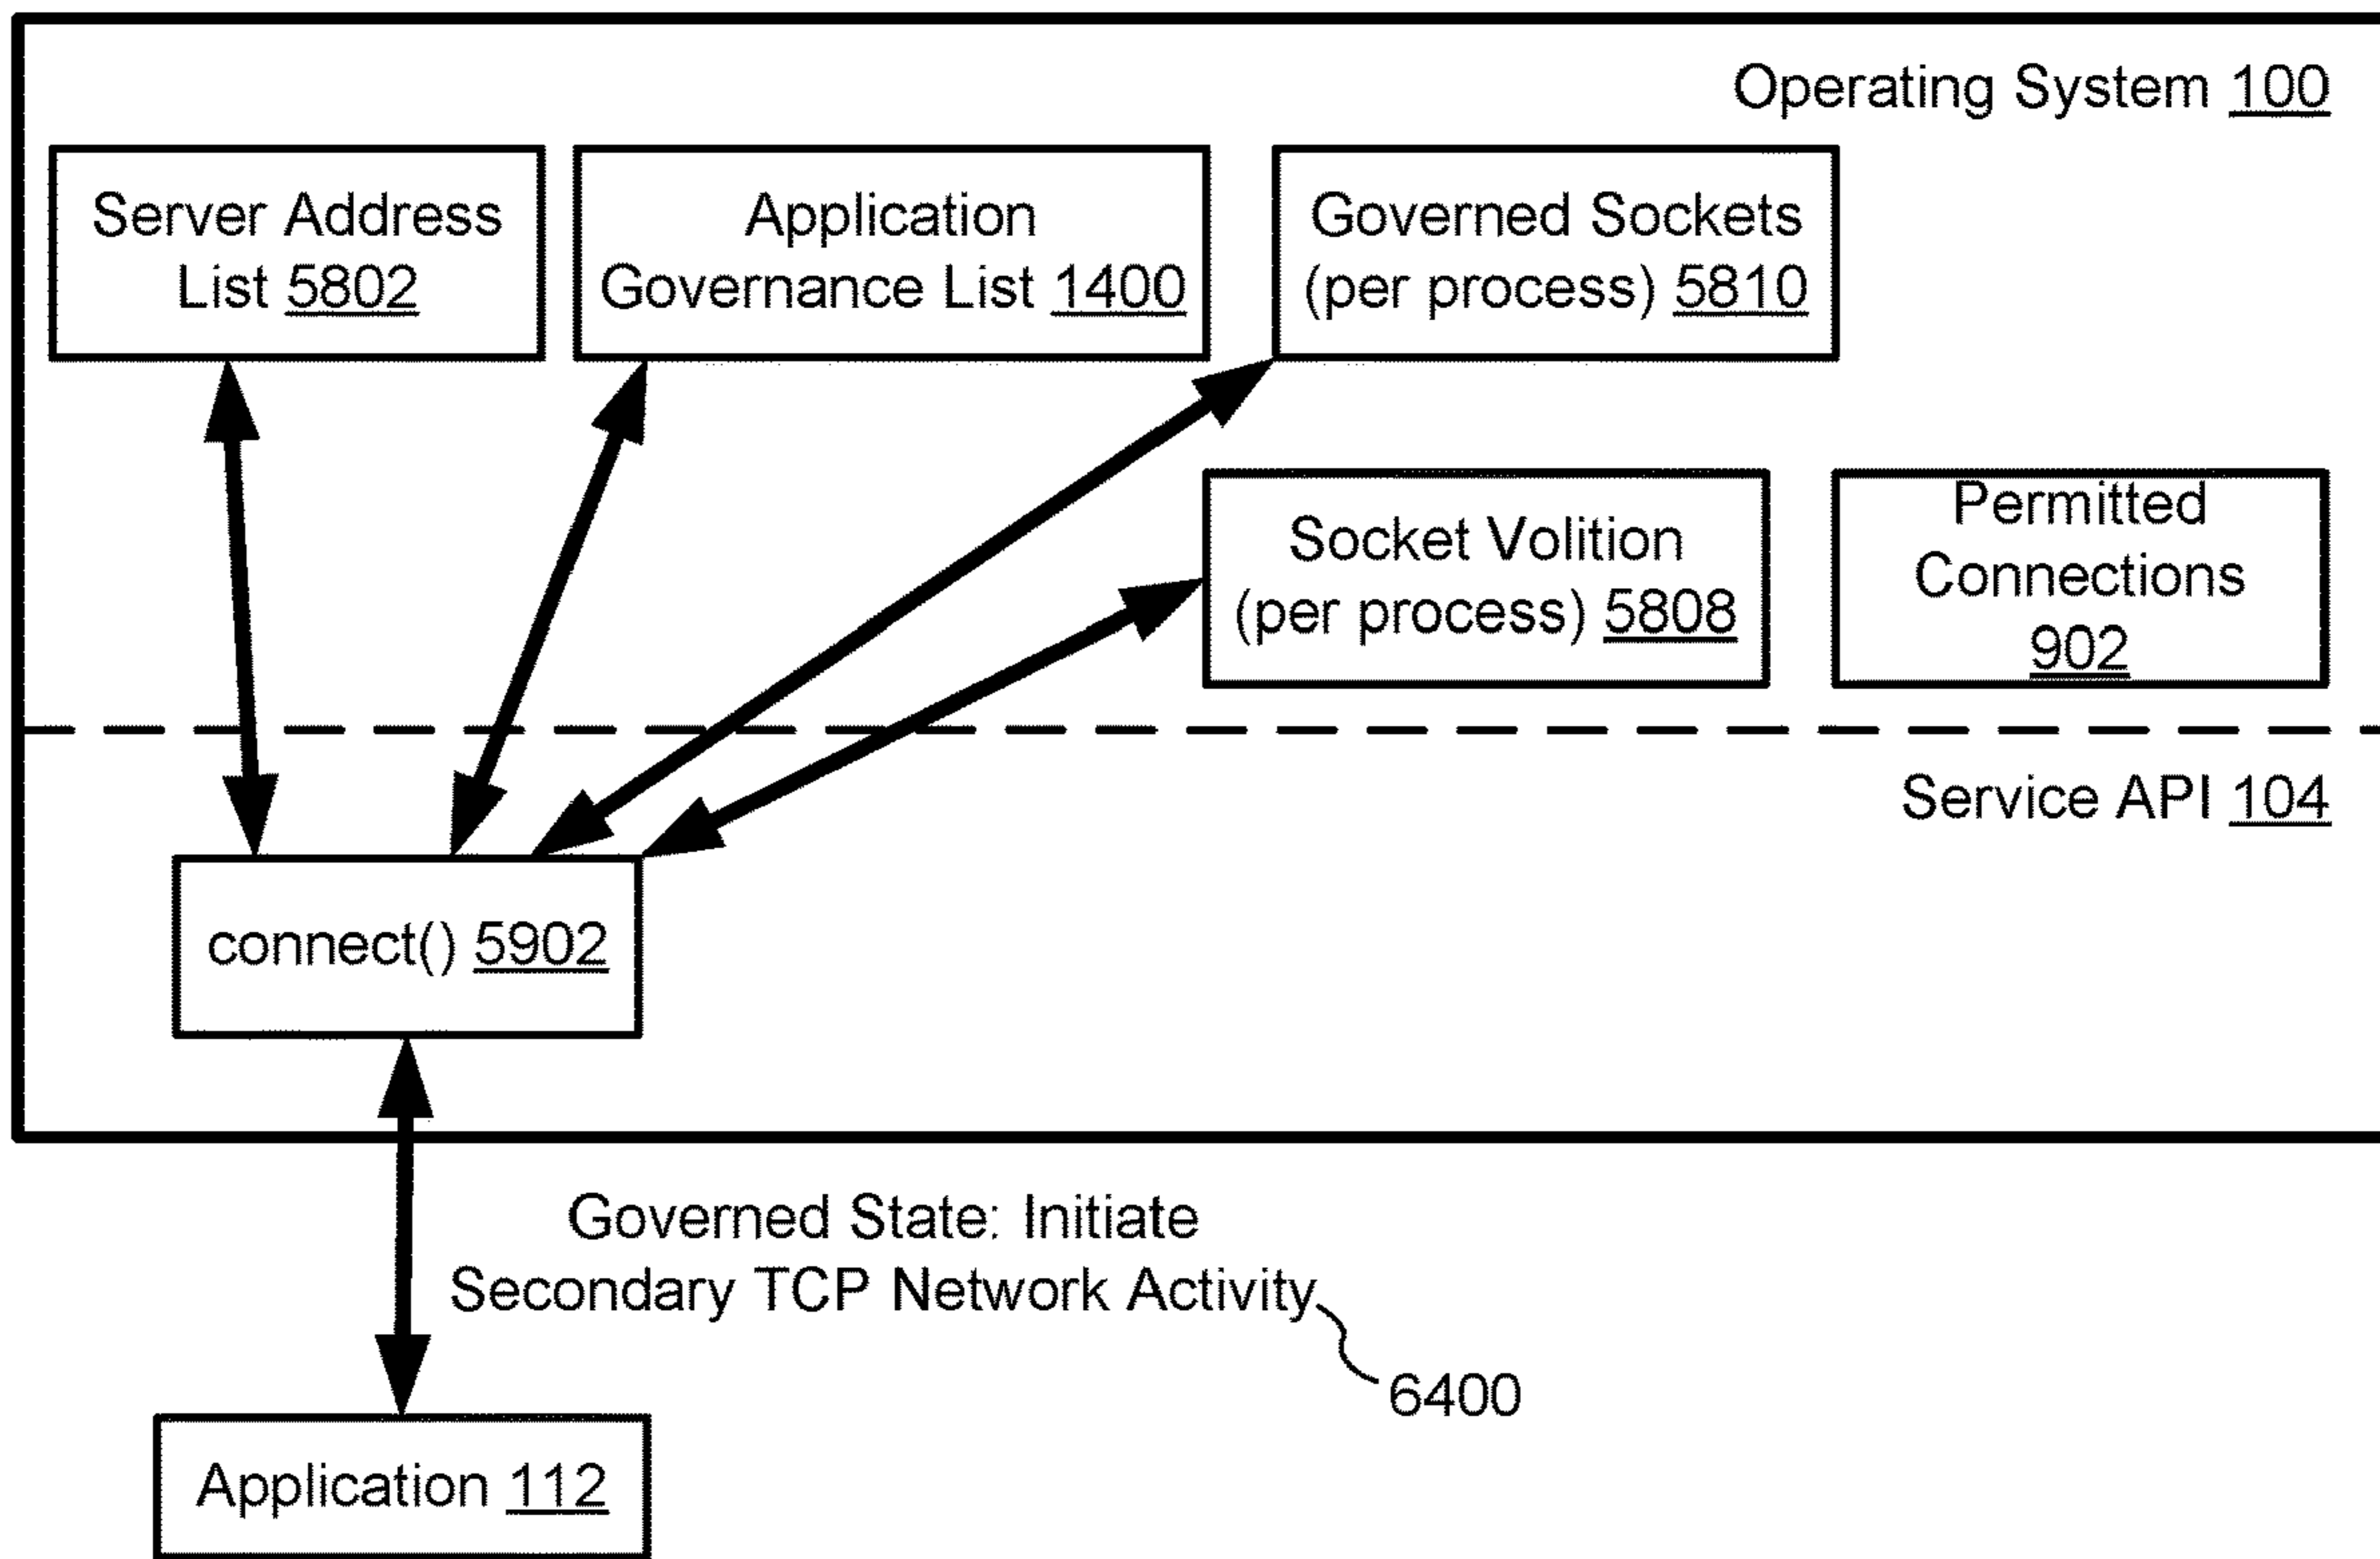 Operating System 100
Server Address
List 5802
Application
Governance List 1400
Governed Sockets
(per process) 5810
Socket Volition
(per process) 5808
Permitted
Connections
902
Service API 104
connect() 5902
Governed State: Initiate
Secondary TCP Network Activity
6400
Application 112